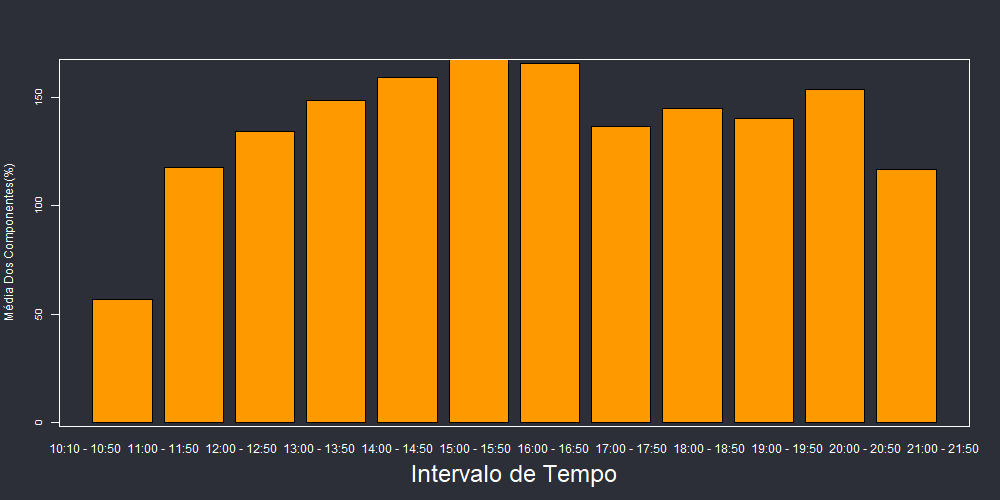 150
100
50
0
Média Dos Componentes(%)
10:10 - 10:50 11:00 - 11:50 12:00 - 12:50 13:00 - 13:50 14:00 - 14:50 15:00 - 15:50 16:00 - 16:50 17:00 - 17:50 18:00 - 18:50 19:00 - 19:50 20:00 - 20:50 21:00 - 21:50
Intervalo de Tempo